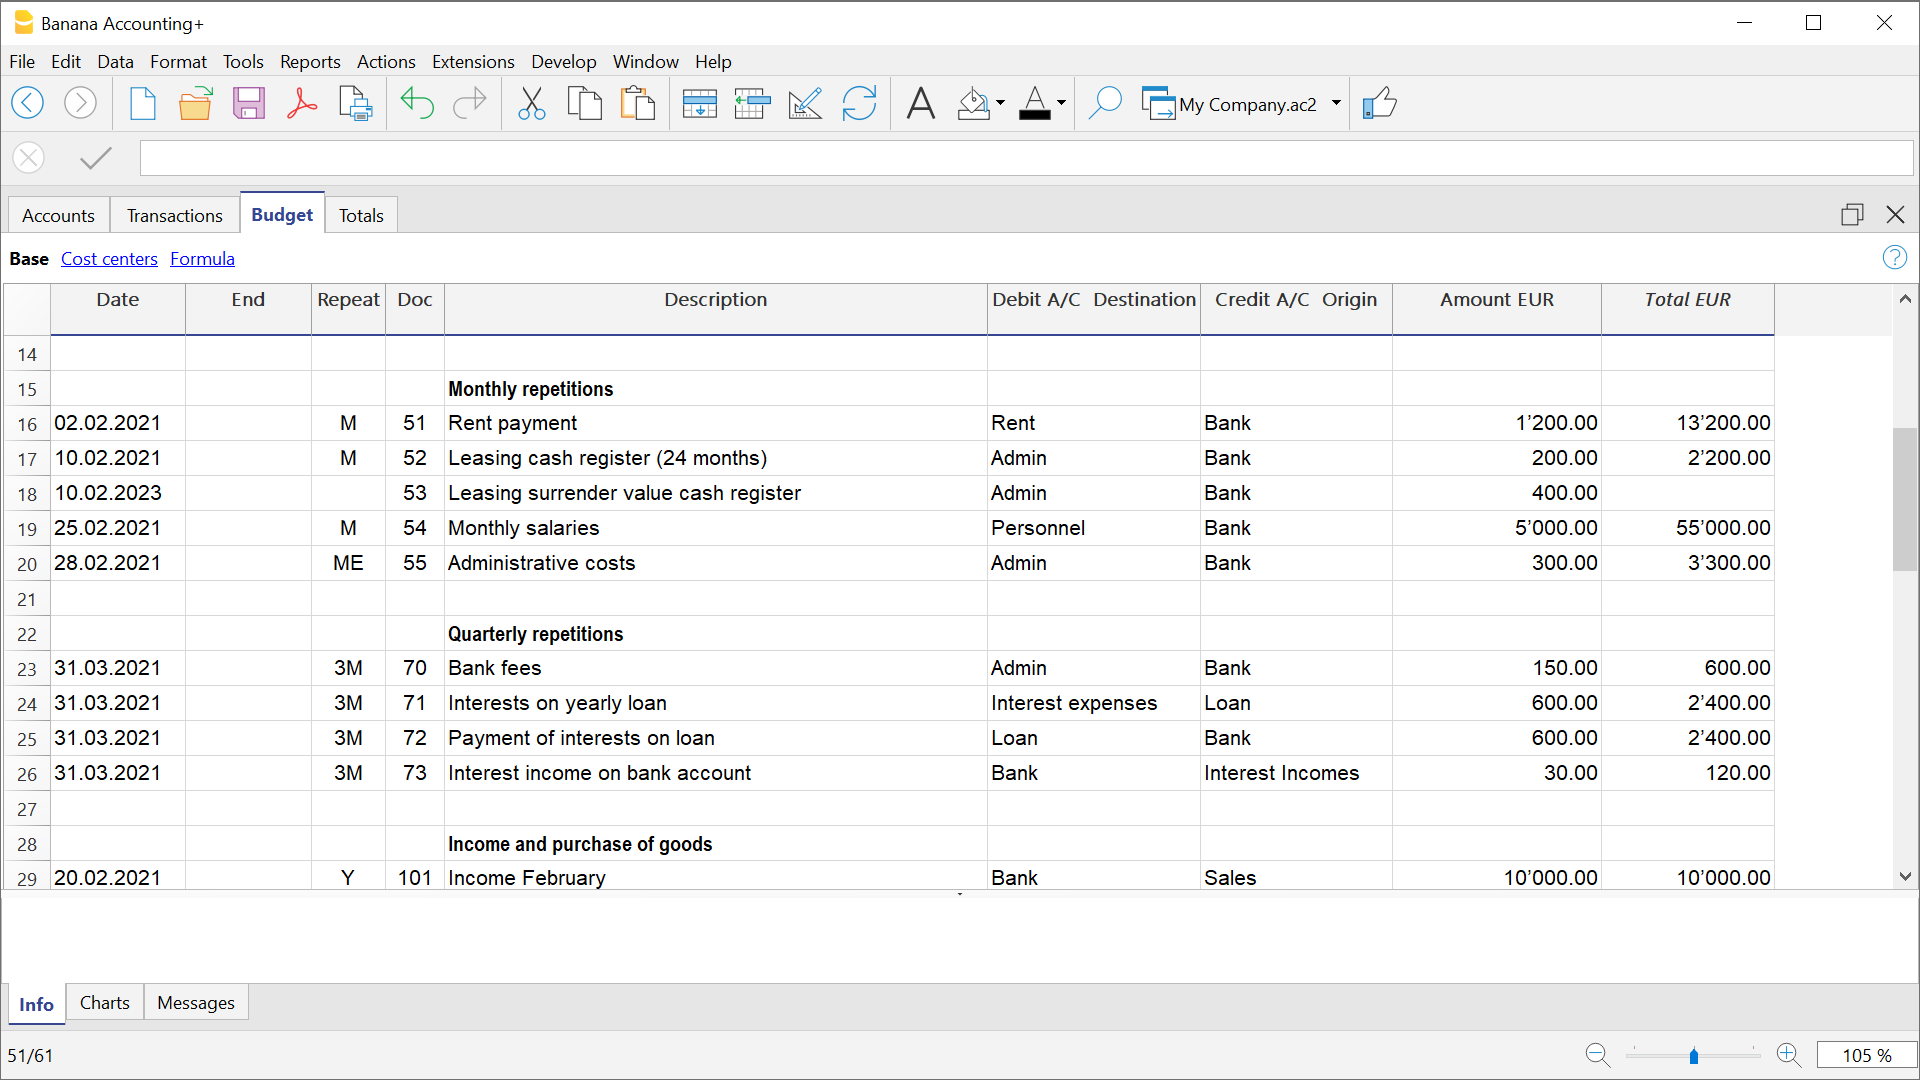 Banana Accounting+
File Edit Data Format Tools Reports Actions Extensions Develop Window Help
My Company.ac2
Accounts Transactions Budget Totals
Base Cost centers Formula
Date End Repeat Doc Description Debit A/C Destination Credit A/C Origin Amount EUR Total EUR
14
15 Monthly repetitions
16 02.02.2021 M 51 Rent payment Rent Bank 1’200.00 13’200.00
17 10.02.2021 M 52 Leasing cash register (24 months) Admin Bank 200.00 2’200.00
18 10.02.2023 53 Leasing surrender value cash register Admin Bank 400.00
19 25.02.2021 M 54 Monthly salaries Personnel Bank 5’000.00 55’000.00
20 28.02.2021 ME 55 Administrative costs Admin Bank 300.00 3’300.00
21
22 Quarterly repetitions
23 31.03.2021 3M 70 Bank fees Admin Bank 150.00 600.00
24 31.03.2021 3M 71 Interests on yearly loan Interest expenses Loan 600.00 2’400.00
25 31.03.2021 3M 72 Payment of interests on loan Loan Bank 600.00 2’400.00
26 31.03.2021 3M 73 Interest income on bank account Bank Interest Incomes 30.00 120.00
27
28 Income and purchase of goods
29 20.02.2021 Y 101 Income February Bank Sales 10’000.00 10’000.00
Info Charts Messages
51/61 105 %